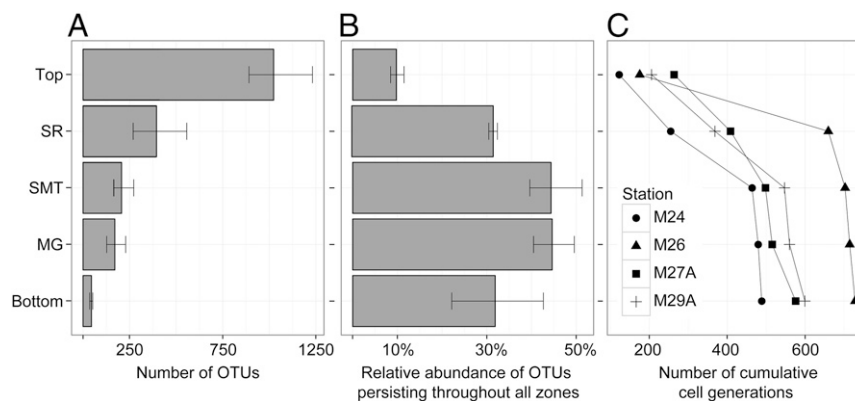 A
B
C
Top
SR
SMT
MG
Bottom
250
750
1250
Number of OTUs
10%
30%
50%
Relative abundance of OTUs
persisting throughout all zones
Station
M24
M26
M27A
M29A
200
400
600
Number of cumulative
cell generations